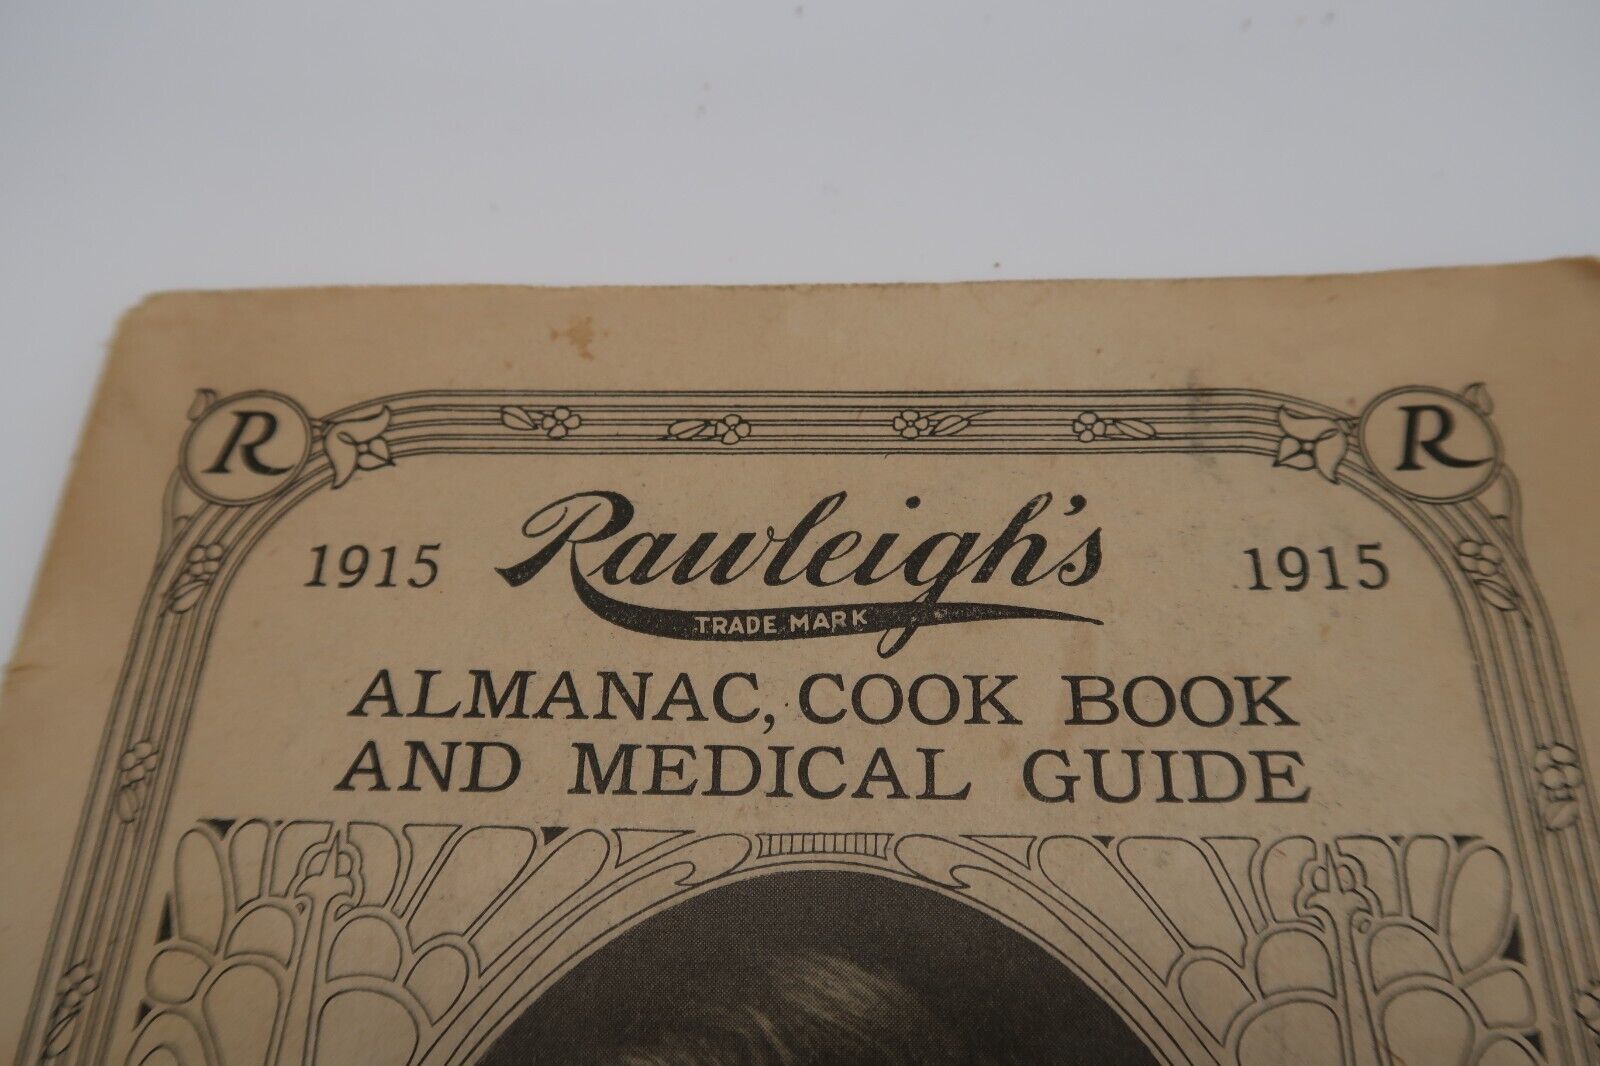 R R
1915 Rawleigh's 1915
TRADE MARK
ALMANAC, COOK BOOK
AND MEDICAL GUIDE